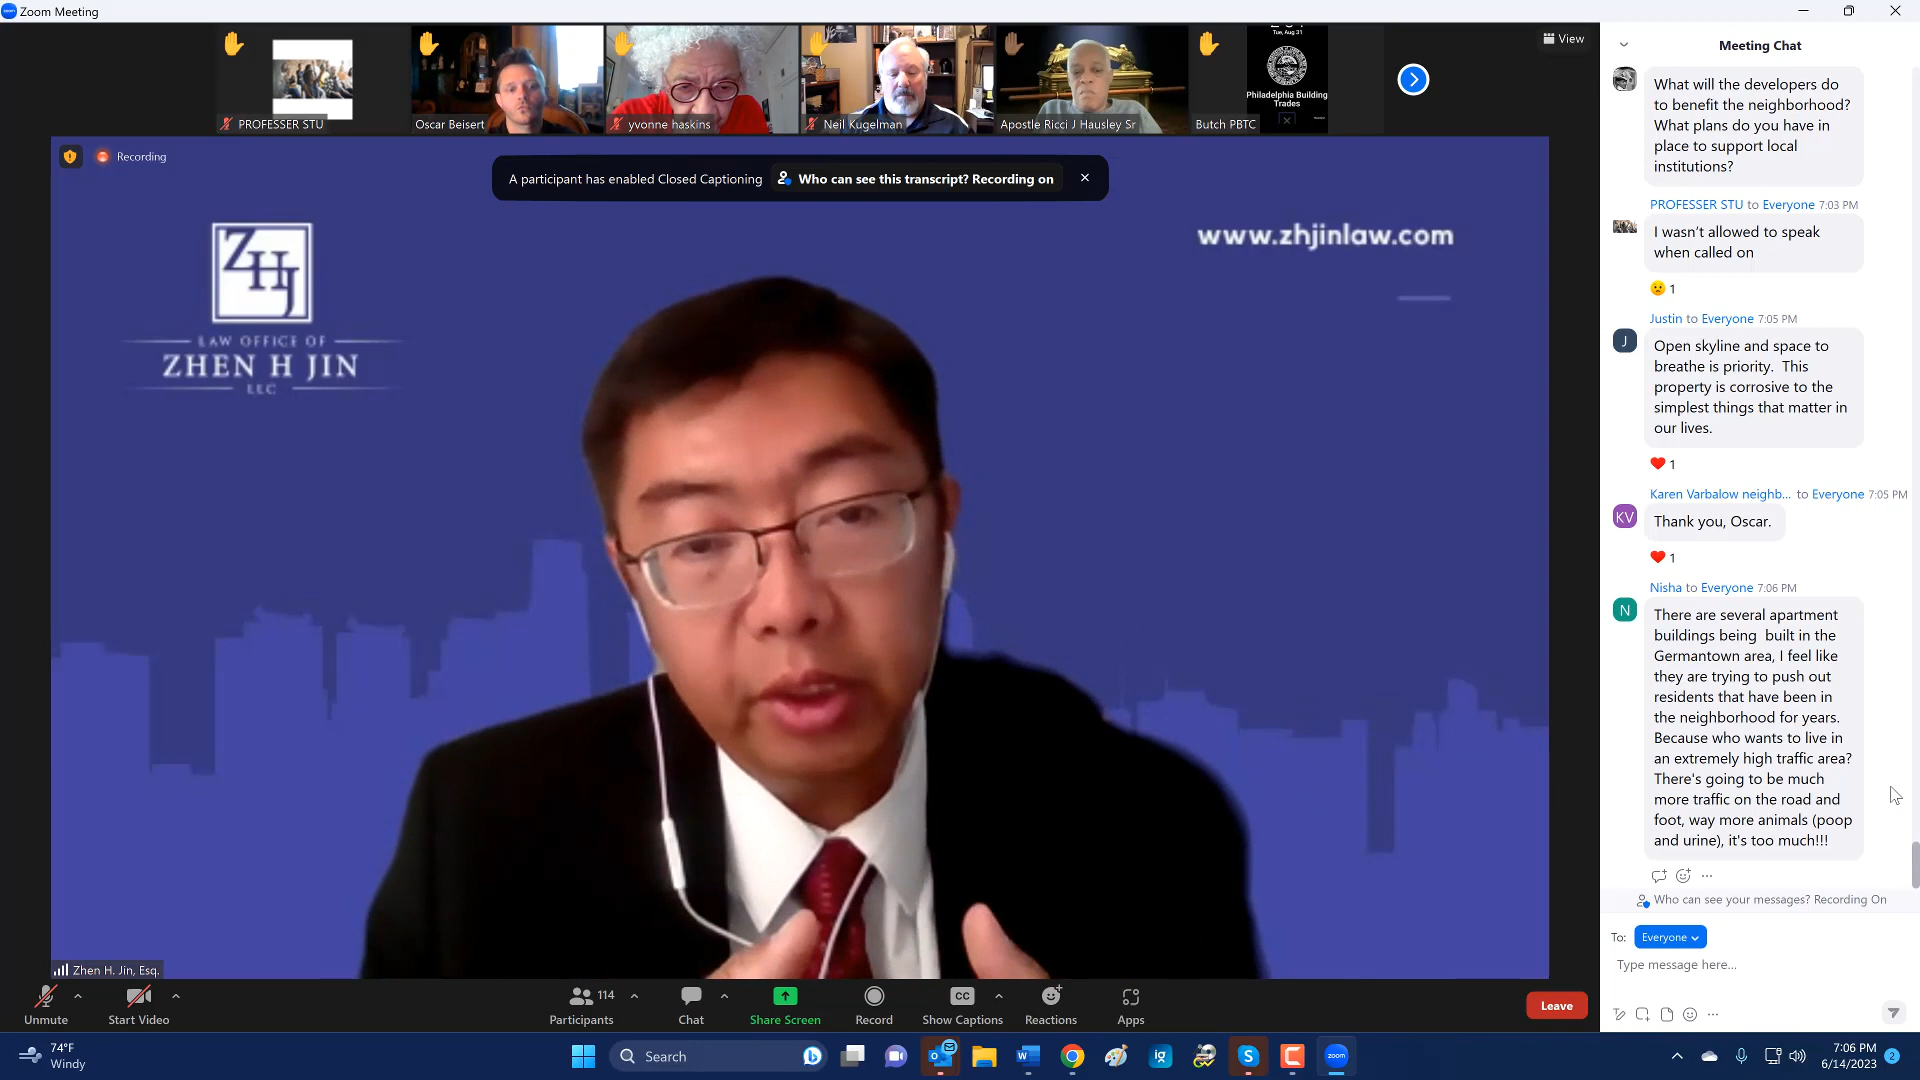 Zoom Meeting
PROFESSER STU
Oscar Beisert
yvonne haskins
Neil Kugelman
Apostle Ricci J Hausley Sr
Tue, Aug 31
Philadelphia Building
Trades
Butch PBTC
View
Recording
A participant has enabled Closed Captioning
Who can see this transcript? Recording on
ZHJ
LAW OFFICE OF
ZHEN H JIN
LLC
www.zhjinlaw.com
Zhen H. Jin, Esq.
Meeting Chat
What will the developers do
to benefit the neighborhood?
What plans do you have in
place to support local
institutions?
PROFESSER STU to Everyone 7:03 PM
I wasn't allowed to speak
when called on
1
Justin to Everyone 7:05 PM
J
Open skyline and space to
breathe is priority.  This
property is corrosive to the
simplest things that matter in
our lives.
1
Karen Varbalow neighb... to Everyone 7:05 PM
KV
Thank you, Oscar.
1
Nisha to Everyone 7:06 PM
N
There are several apartment
buildings being  built in the
Germantown area, I feel like
they are trying to push out
residents that have been in
the neighborhood for years.
Because who wants to live in
an extremely high traffic area?
There's going to be much
more traffic on the road and
foot, way more animals (poop
and urine), it's too much!!!
Who can see your messages? Recording On
To: Everyone
Type message here...
Unmute
Start Video
114
Participants
Chat
Share Screen
Record
CC
Show Captions
Reactions
Apps
Leave
74°F
Windy
Search
7:06 PM
6/14/2023
2